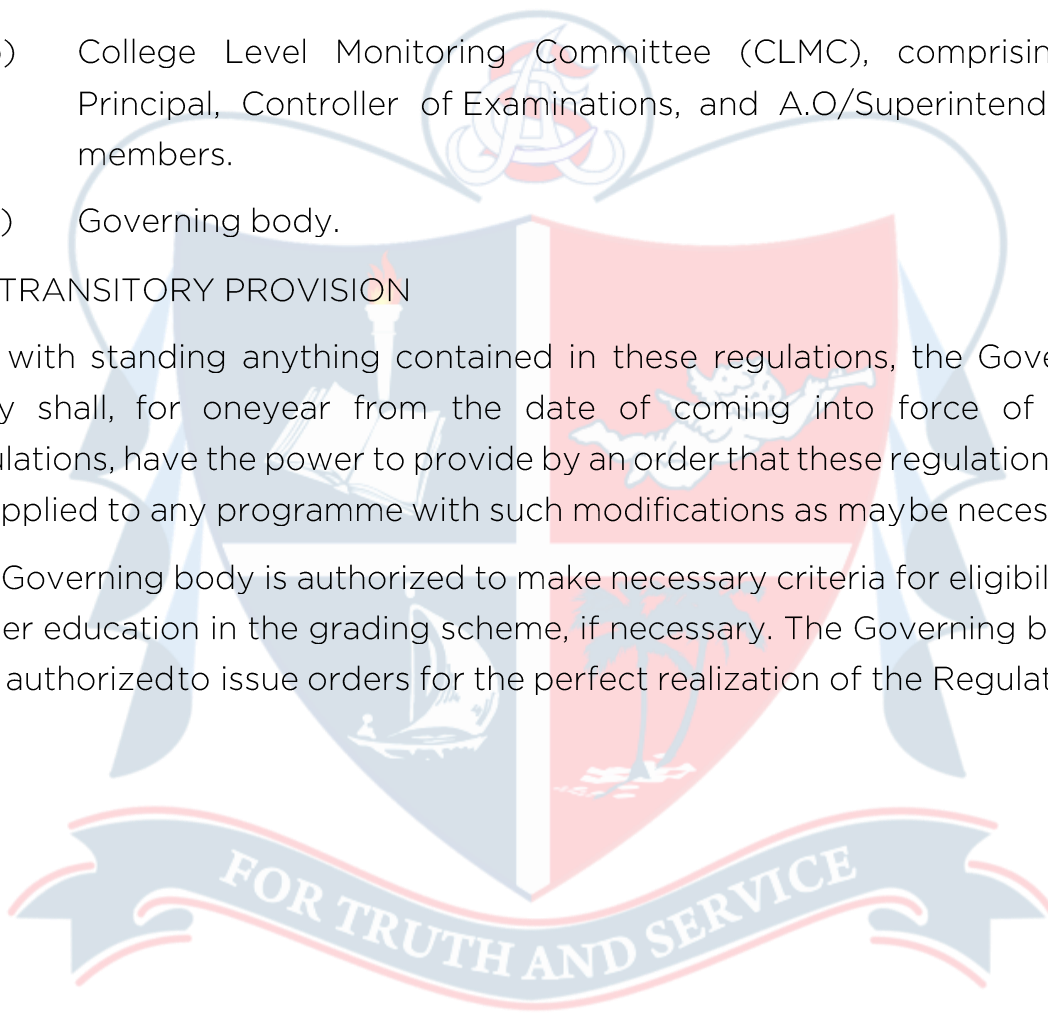 ) College Level Monitoring Committee (CLMC), comprisin
Principal, Controller of Examinations, and A.O/Superintend
members.
) Governing body.
TRANSITORY PROVISION
with standing anything contained in these regulations, the Gove
y shall, for oneyear from the date of coming into force of
ulations, have the power to provide by an order that these regulation
pplied to any programme with such modifications as maybe neces
Governing body is authorized to make necessary criteria for eligibil
er education in the grading scheme, if necessary. The Governing b
authorizedto issue orders for the perfect realization of the Regulat
FOR TRUTH AND SERVICE